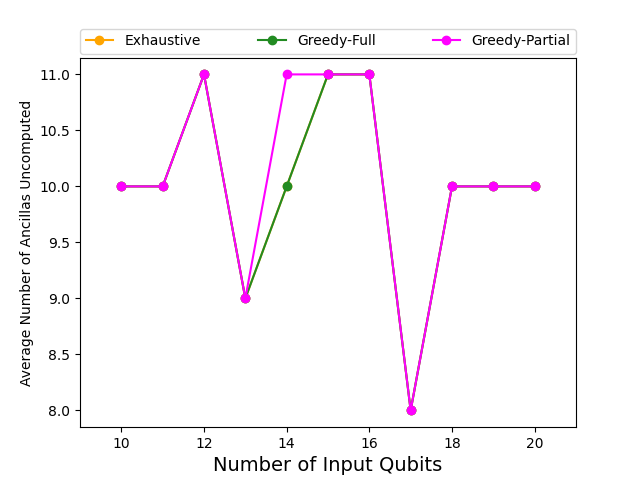 Exhaustive Greedy-Full Greedy-Partial
11.0
10.5
10.0
9.5
9.0
8.5
8.0
Average Number of Ancillas Uncomputed
10 12 14 16 18 20
Number of Input Qubits